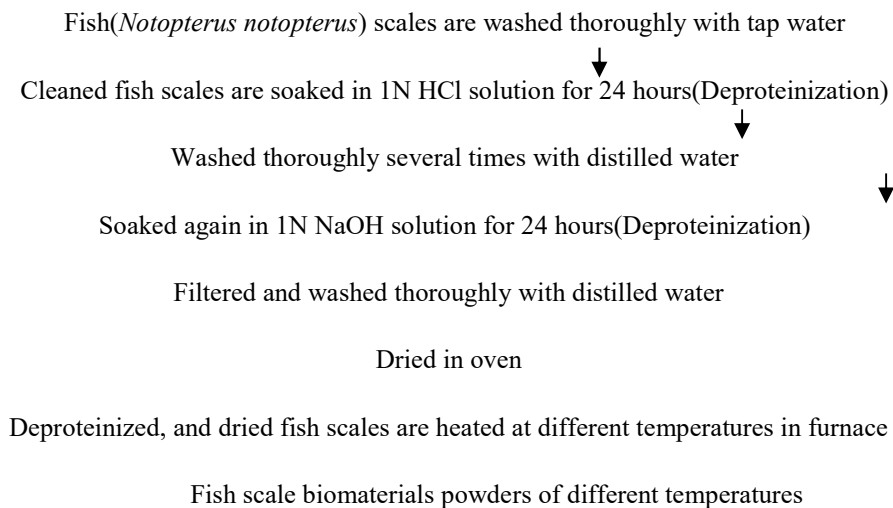 Fish(Notopterus notopterus) scales are washed thoroughly with tap water
Cleaned fish scales are soaked in 1N HCl solution for 24 hours(Deproteinization)
Washed thoroughly several times with distilled water
Soaked again in 1N NaOH solution for 24 hours(Deproteinization)
Filtered and washed thoroughly with distilled water
Dried in oven
Deproteinized, and dried fish scales are heated at different temperatures in furnace
Fish scale biomaterials powders of different temperatures